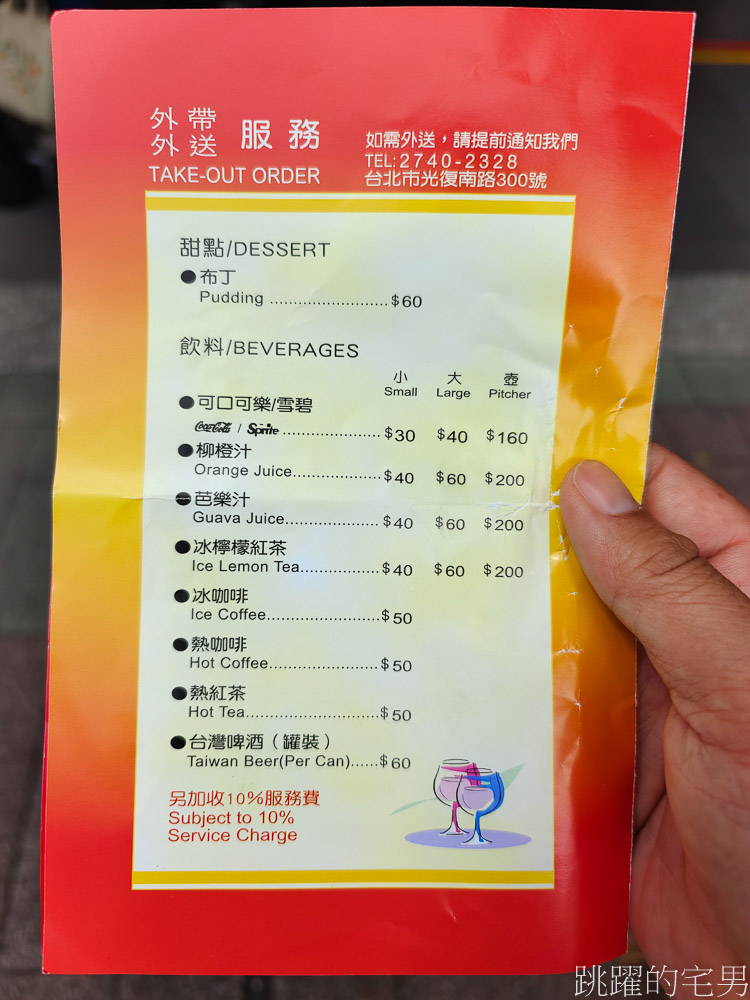 外帶 外送 服務
TAKE-OUT ORDER
如需外送，請提前通知我們
TEL:2740-2328
台北市光復南路300號
甜點/DESSERT
●布丁
Pudding ........................$60
飲料/BEVERAGES
小 大 壺
Small Large Pitcher
●可口可樂/雪碧
Coca-Cola / Sprite ....................$30 $40 $160
●柳橙汁
Orange Juice..................$40 $60 $200
●芭樂汁
Guava Juice...................$40 $60 $200
●冰檸檬紅茶
Ice Lemon Tea................$40 $60 $200
●冰咖啡
Ice Coffee.......................$50
●熱咖啡
Hot Coffee......................$50
●熱紅茶
Hot Tea...........................$50
●台灣啤酒（罐裝）
Taiwan Beer(Per Can)......$60
另加收10%服務費
Subject to 10%
Service Charge
跳躍的宅男